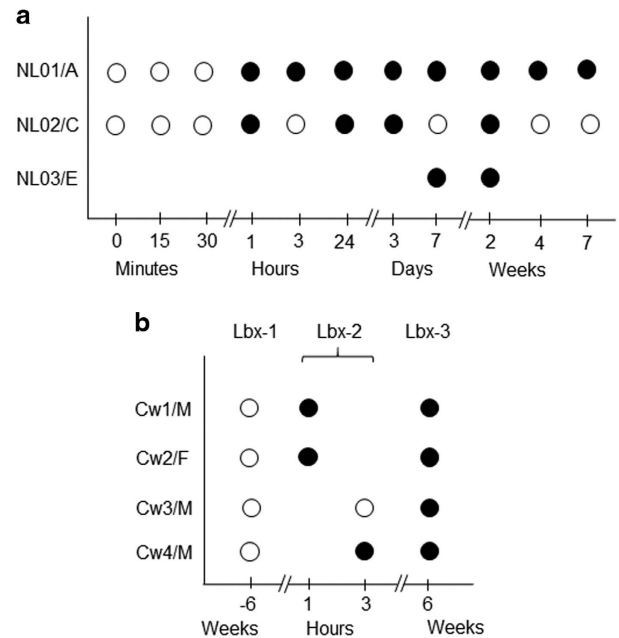 a
NL01/A
NL02/C
NL03/E
0 15 30 1 3 24 3 7 2 4 7
Minutes Hours Days Weeks
b
Lbx-1 Lbx-2 Lbx-3
Cw1/M
Cw2/F
Cw3/M
Cw4/M
-6 1 3 6
Weeks Hours Weeks